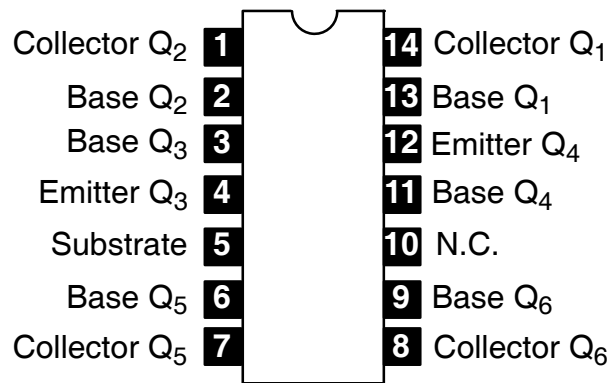 Collector Q2 1 14 Collector Q1
Base Q2 2 13 Base Q1
Base Q3 3 12 Emitter Q4
Emitter Q3 4 11 Base Q4
Substrate 5 10 N.C.
Base Q5 6 9 Base Q6
Collector Q5 7 8 Collector Q6